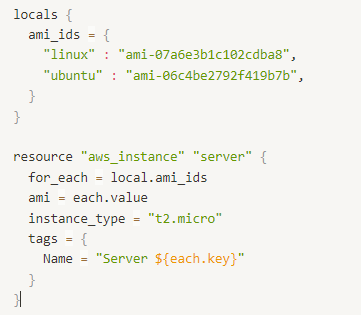 locals {
  ami_ids = {
    "linux" : "ami-07a6e3b1c102cdba8",
    "ubuntu" : "ami-06c4be2792f419b7b",
  }
}

resource "aws_instance" "server" {
  for_each = local.ami_ids
  ami = each.value
  instance_type = "t2.micro"
  tags = {
    Name = "Server ${each.key}"
  }
}